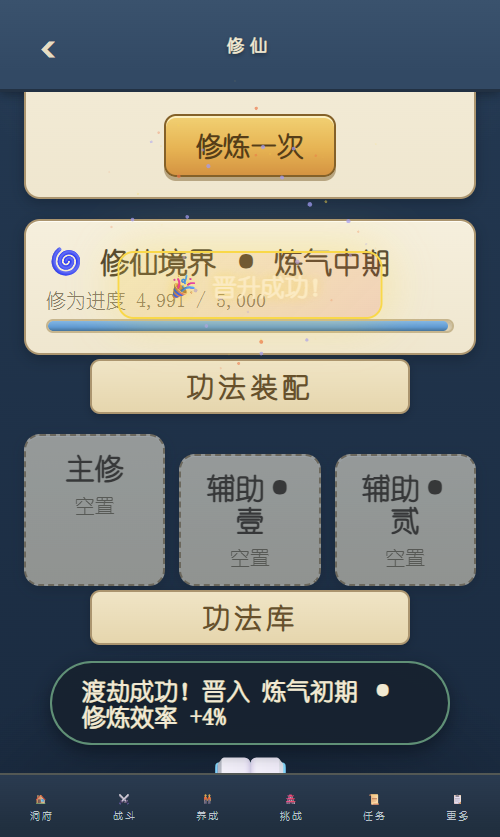 修仙
修炼一次
修仙境界 • 炼气中期
🎉 晋升成功!
修为进度 4,991 / 5,000
功法装配
主修
空置
辅助•
壹
空置
辅助•
贰
空置
功法库
渡劫成功! 晋入 炼气初期 •
修炼效率 +4%
洞府
战斗
养成
挑战
任务
更多